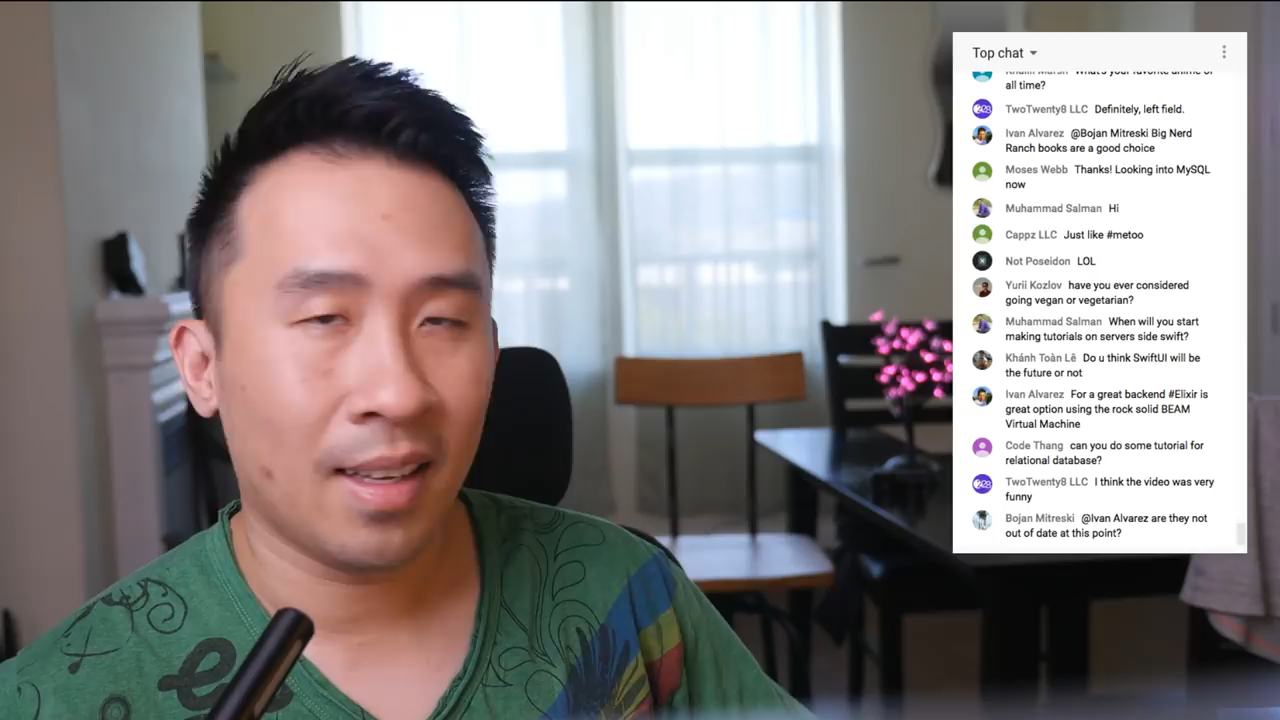 Top chat
Khalil Marsh What's your favorite anime of
all time?
TwoTwenty8 LLC Definitely, left field.
Ivan Alvarez @Bojan Mitreski Big Nerd
Ranch books are a good choice
Moses Webb Thanks! Looking into MySQL
now
Muhammad Salman Hi
Cappz LLC Just like #metoo
Not Poseidon LOL
Yurii Kozlov have you ever considered
going vegan or vegetarian?
Muhammad Salman When will you start
making tutorials on servers side swift?
Khánh Toàn Lê Do u think SwiftUI will be
the future or not
Ivan Alvarez For a great backend #Elixir is
great option using the rock solid BEAM
Virtual Machine
Code Thang can you do some tutorial for
relational database?
TwoTwenty8 LLC I think the video was very
funny
Bojan Mitreski @Ivan Alvarez are they not
out of date at this point?